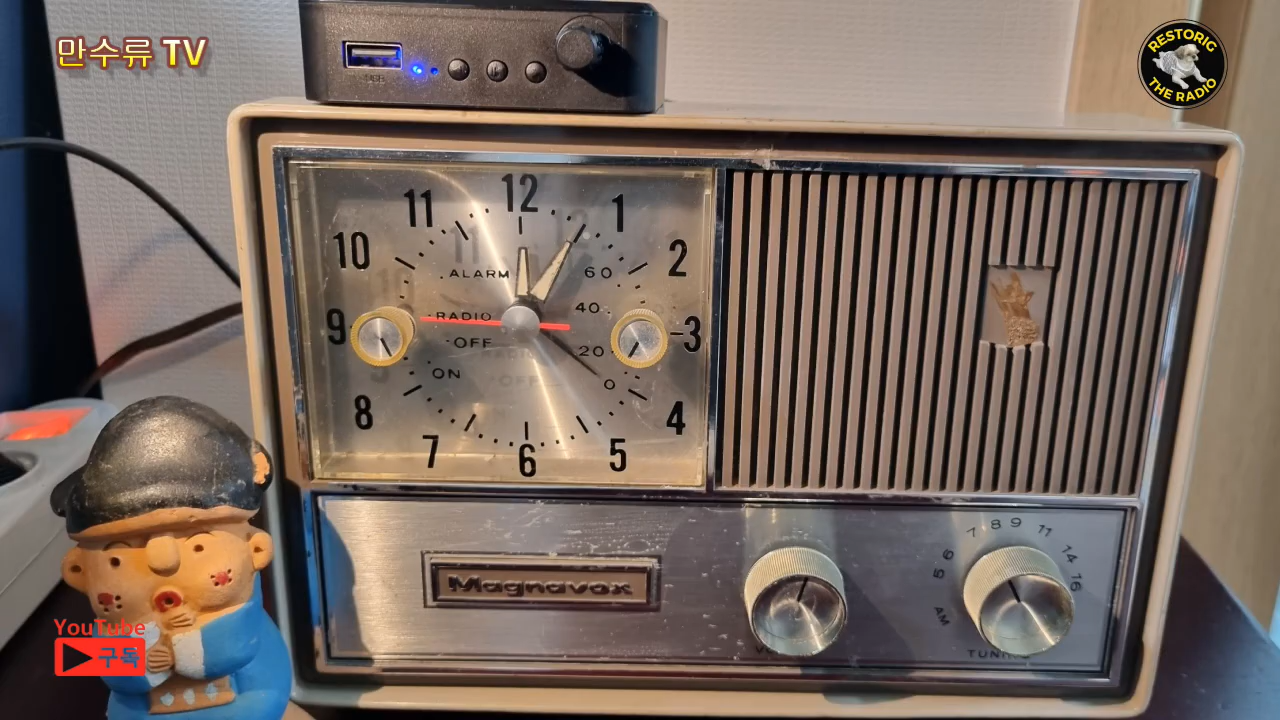 만수류 TV
RESTORIC
THE RADIO
USB
12
11
1
10
2
ALARM
60
RADIO
40
9
3
OFF
20
ON
0
8
4
7
5
6
Magnavox
7 8 9 11 14 16
5 6
AM
YouTube
구독